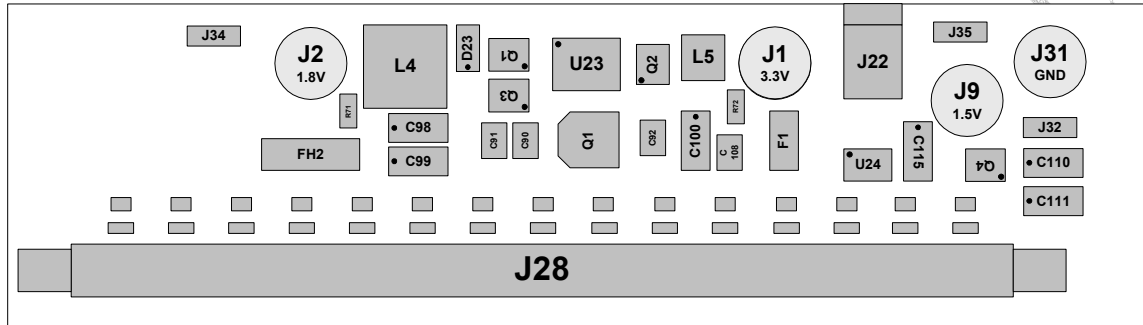 J34
J2
1.8V
L4
D23
Q1
U23
Q2
L5
J1
3.3V
J22
J35
J31
GND
J9
1.5V
Q3
R71
R72
C98
C99
FH2
C91
C90
Q1
C92
C100
C
108
F1
U24
C115
Q4
J32
C110
C111
J28